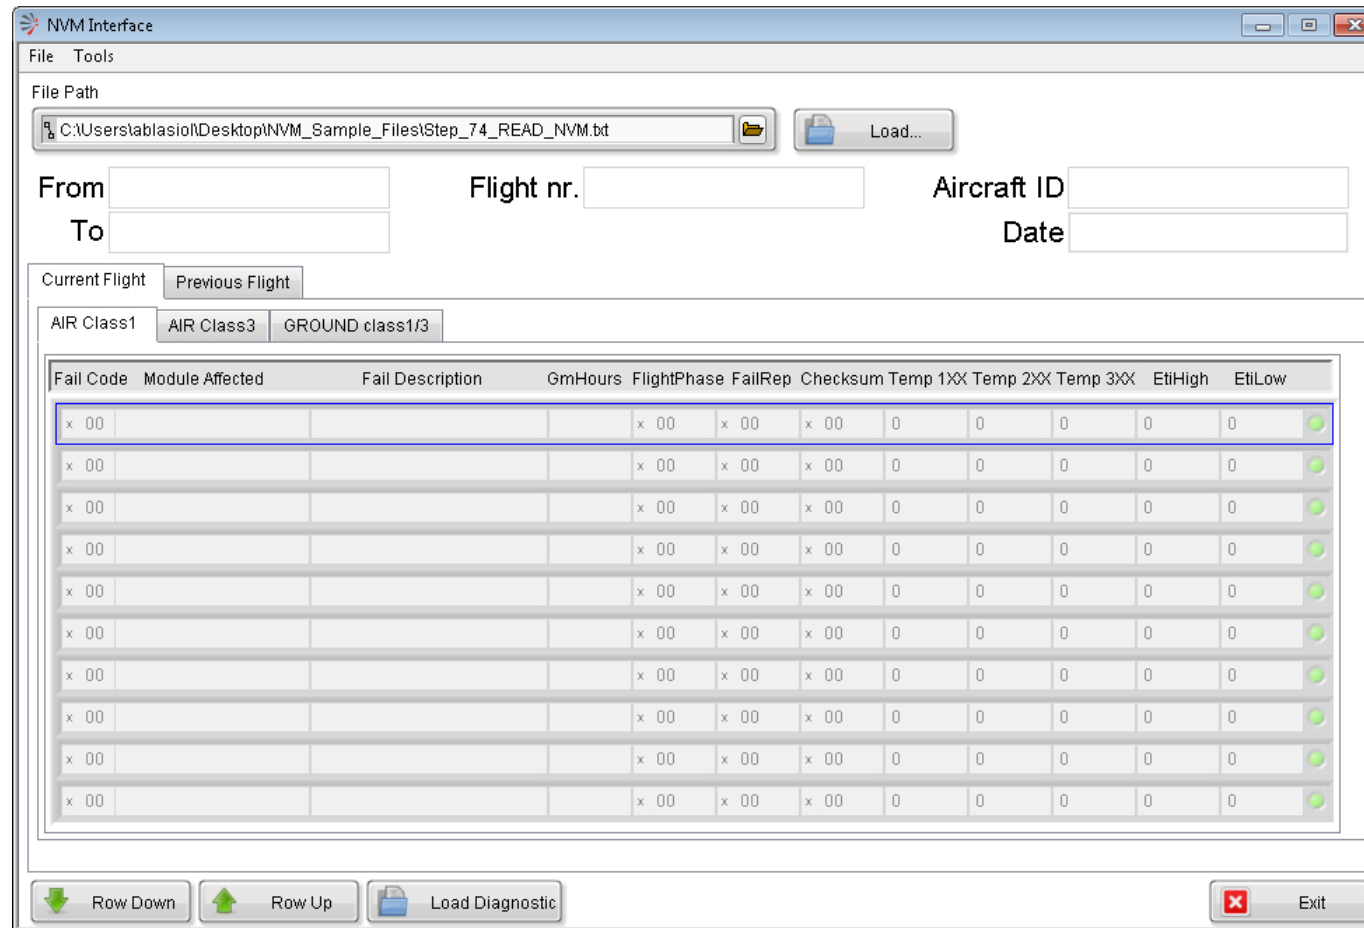 NVM Interface
File Tools
File Path
C:\Users\ablasiol\Desktop\NVM_Sample_Files\Step_74_READ_NVM.txt Load...
From Flight nr. Aircraft ID
To Date
Current Flight Previous Flight
AIR Class1 AIR Class3 GROUND class1/3
Fail Code Module Affected Fail Description GmHours FlightPhase FailRep Checksum Temp 1XX Temp 2XX Temp 3XX EtiHigh EtiLow
x 00 x 00 x 00 x 00 0 0 0 0 0
x 00 x 00 x 00 x 00 0 0 0 0 0
x 00 x 00 x 00 x 00 0 0 0 0 0
x 00 x 00 x 00 x 00 0 0 0 0 0
x 00 x 00 x 00 x 00 0 0 0 0 0
x 00 x 00 x 00 x 00 0 0 0 0 0
x 00 x 00 x 00 x 00 0 0 0 0 0
x 00 x 00 x 00 x 00 0 0 0 0 0
x 00 x 00 x 00 x 00 0 0 0 0 0
x 00 x 00 x 00 x 00 0 0 0 0 0
Row Down Row Up Load Diagnostic Exit